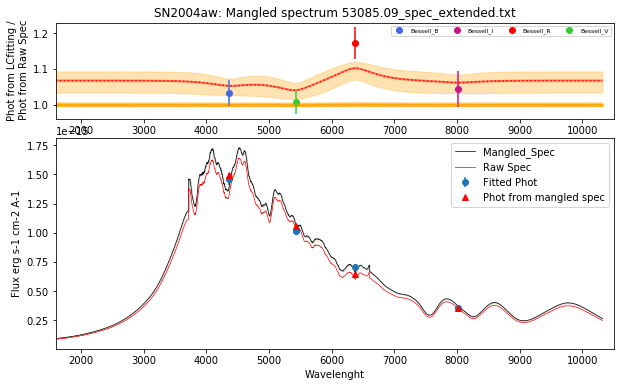 SN2004aw: Mangled spectrum 53085.09_spec_extended.txt
Phot from LCfitting /
Phot from Raw Spec
1.2
1.1
1.0
Bessell_B
Bessell_I
Bessell_R
Bessell_V
2000 3000 4000 5000 6000 7000 8000 9000 10000
1e−15
Flux erg s-1 cm-2 A-1
1.75
1.50
1.25
1.00
0.75
0.50
0.25
Mangled_Spec
Raw Spec
Fitted Phot
Phot from mangled spec
2000 3000 4000 5000 6000 7000 8000 9000 10000
Wavelenght